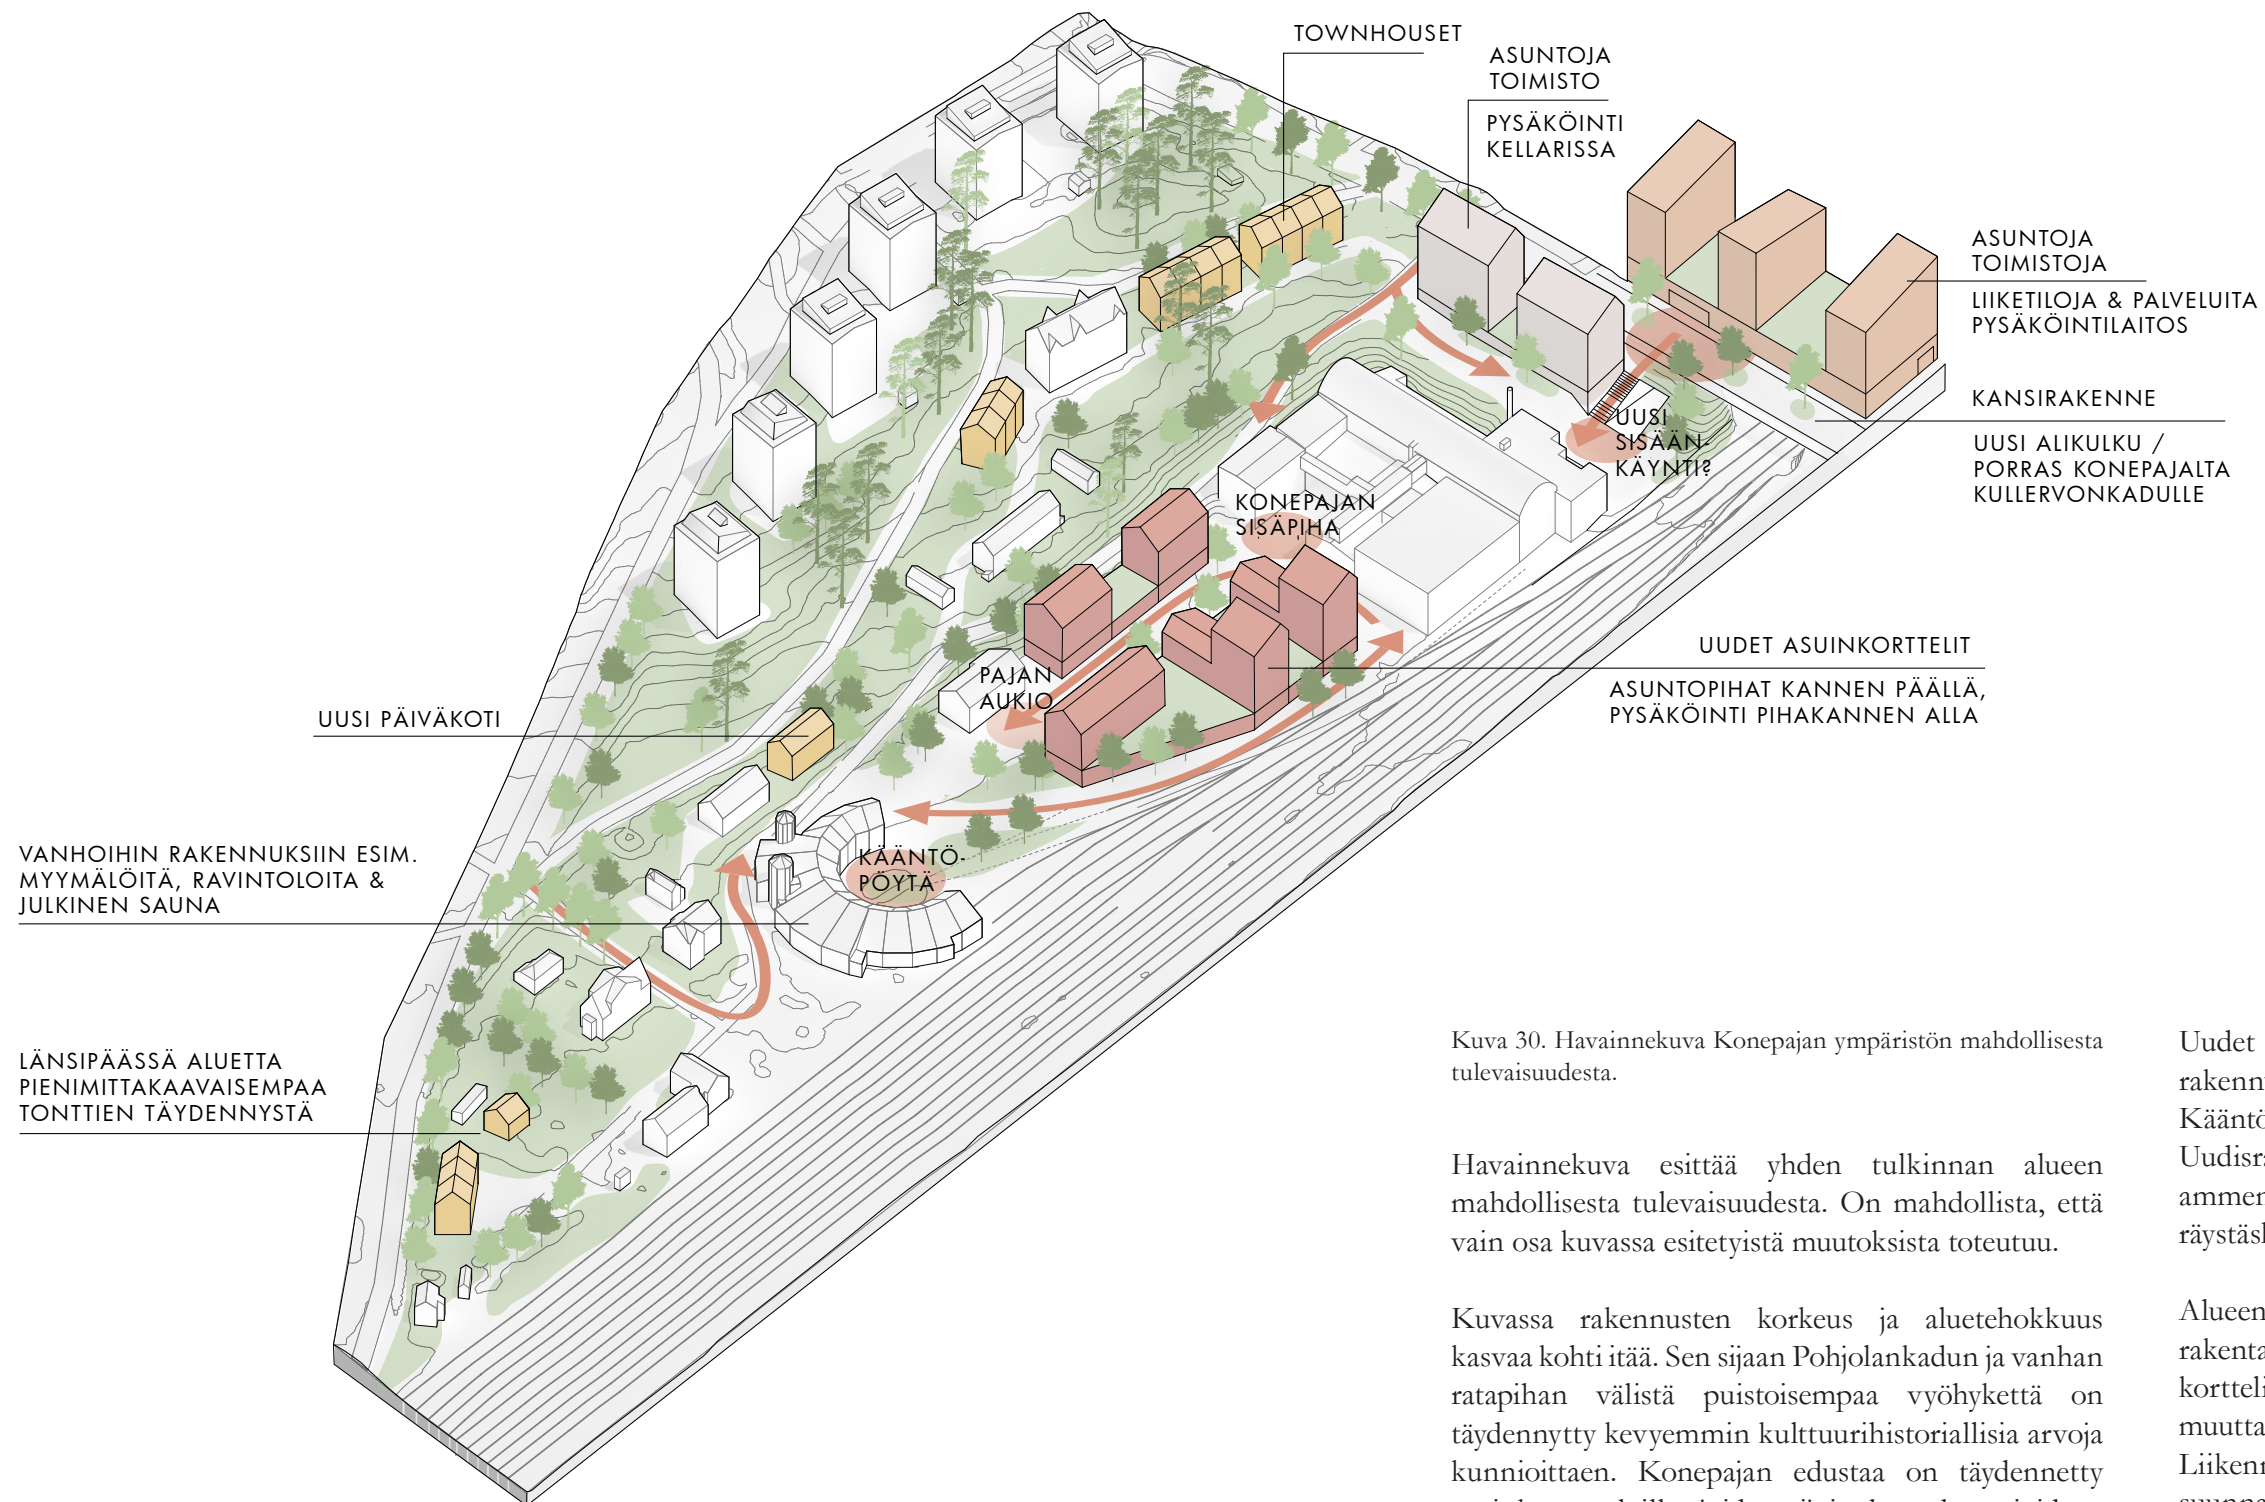 TOWNHOUSET
ASUNTOJA
TOIMISTO
PYSÄKÖINTI
KELLARISSA
ASUNTOJA
TOIMISTOJA
LIIKETILOJA & PALVELUITA
PYSÄKÖINTILAITOS
KANSIRAKENNE
UUSI ALIKULKU /
PORRAS KONEPAJALTA
KULLERVONKADULLE
UUSI
SISÄÄN-
KÄYNTI?
KONEPAJAN
SISÄPIHA
UUDET ASUINKORTTELIT
ASUNTOPIHAT KANNEN PÄÄLLÄ,
PYSÄKÖINTI PIHAKANNEN ALLA
PAJAN
AUKIO
UUSI PÄIVÄKOTI
KÄÄNTÖ-
PÖYTÄ
VANHOIHIN RAKENNUKSIIN ESIM.
MYYMÄLÖITÄ, RAVINTOLOITA &
JULKINEN SAUNA
LÄNSIPÄÄSSÄ ALUETTA
PIENIMITTAKAAVAISEMPAA
TONTTIEN TÄYDENNYSTÄ
Kuva 30. Havainnekuva Konepajan ympäristön mahdollisesta
tulevaisuudesta.
Havainnekuva esittää yhden tulkinnan alueen
mahdollisesta tulevaisuudesta. On mahdollista, että
vain osa kuvassa esitetyistä muutoksista toteutuu.
Kuvassa rakennusten korkeus ja aluetehokkuus
kasvaa kohti itää. Sen sijaan Pohjolankadun ja vanhan
ratapihan välistä puistoisempaa vyöhykettä on
täydennytty kevyemmin kulttuurihistoriallisia arvoja
kunnioittaen. Konepajan edustaa on täydennetty
Uudet
rakenn
Kääntö
Uudisra
ammen
räystäsk
Alueen
rakenta
korttel
muutta
Liikenn